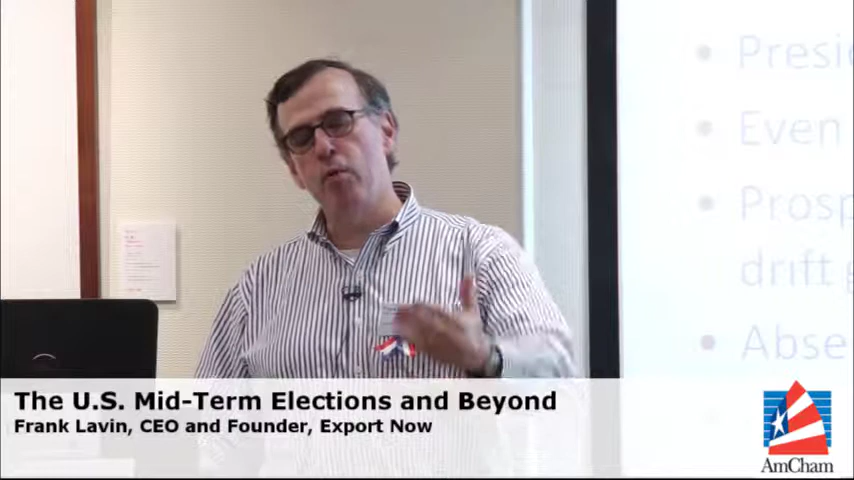 Presi
Even
Prosp
drift g
Abse
The U.S. Mid-Term Elections and Beyond
Frank Lavin, CEO and Founder, Export Now
AmCham